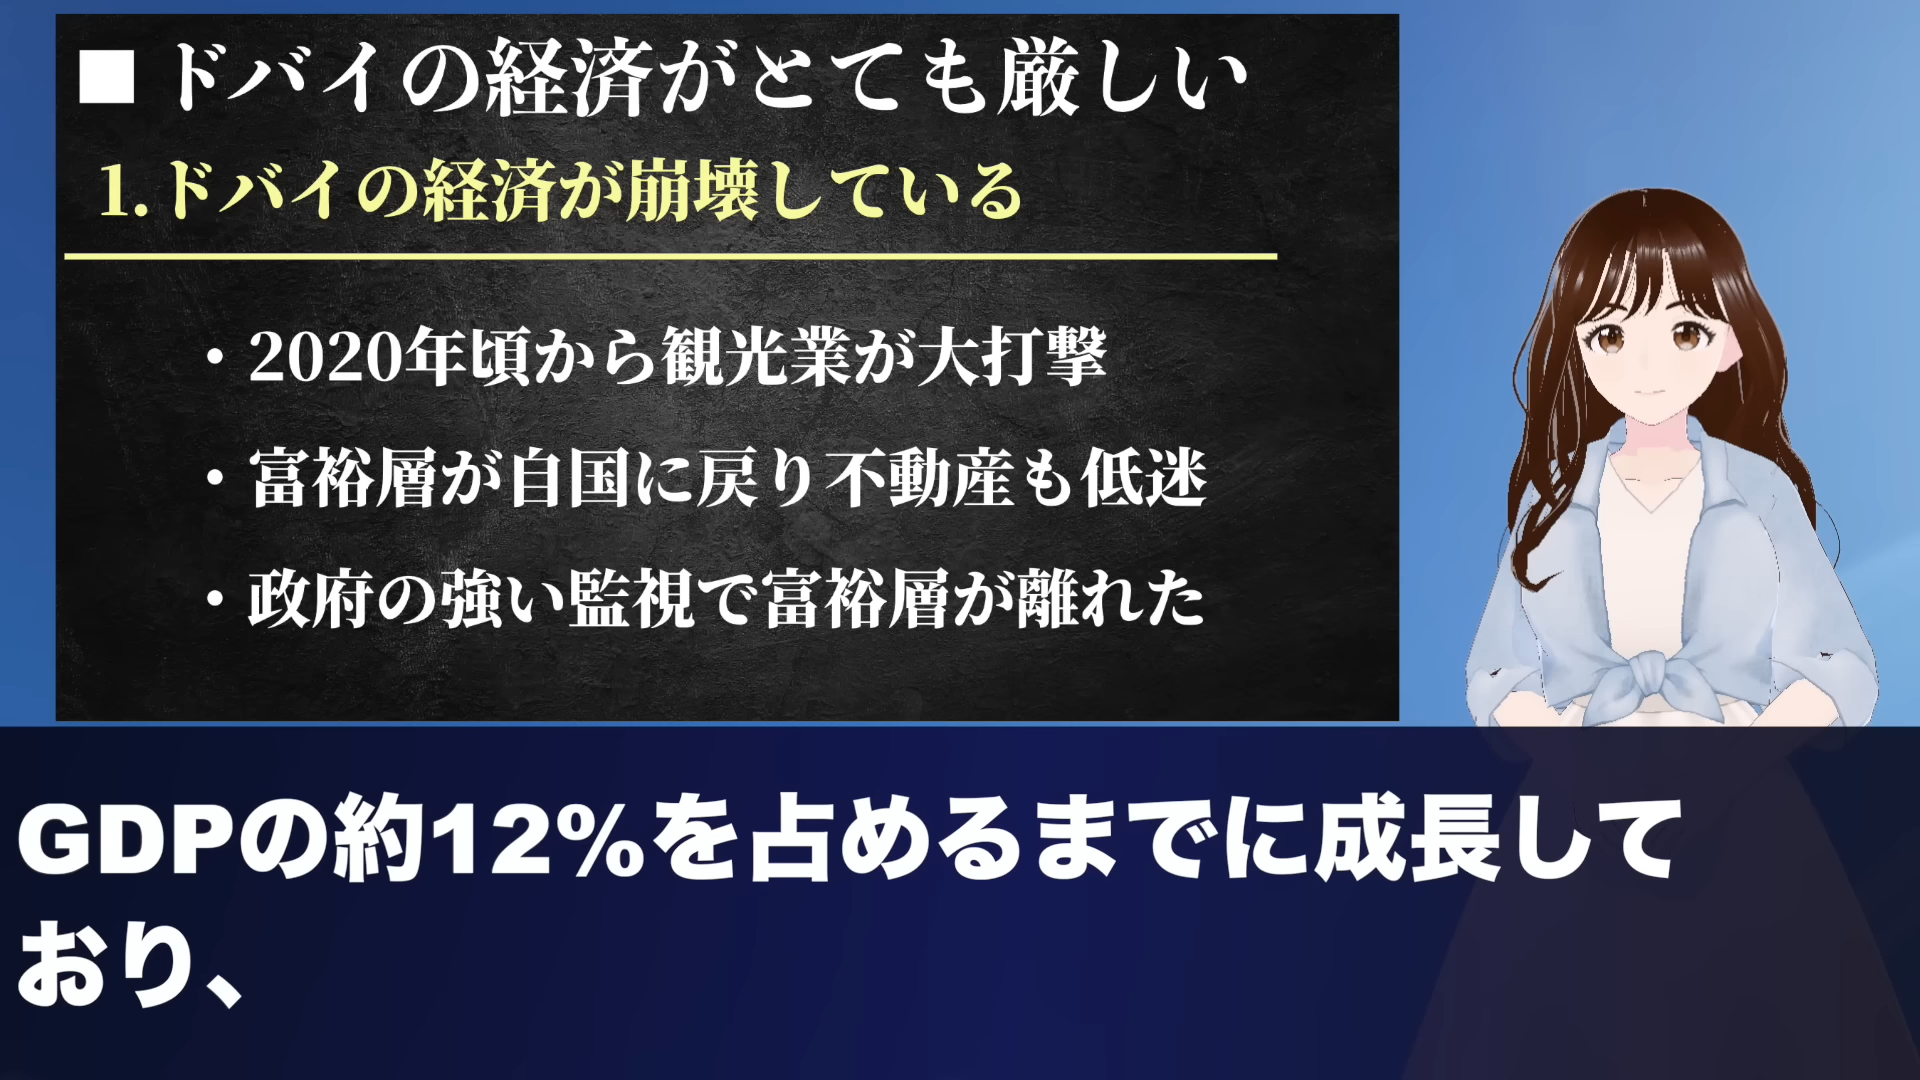 ■ ドバイの経済がとても厳しい
1.ドバイの経済が崩壊している
・2020年頃から観光業が大打撃
・富裕層が自国に戻り不動産も低迷
・政府の強い監視で富裕層が離れた
GDPの約12%を占めるまでに成長して
おり、